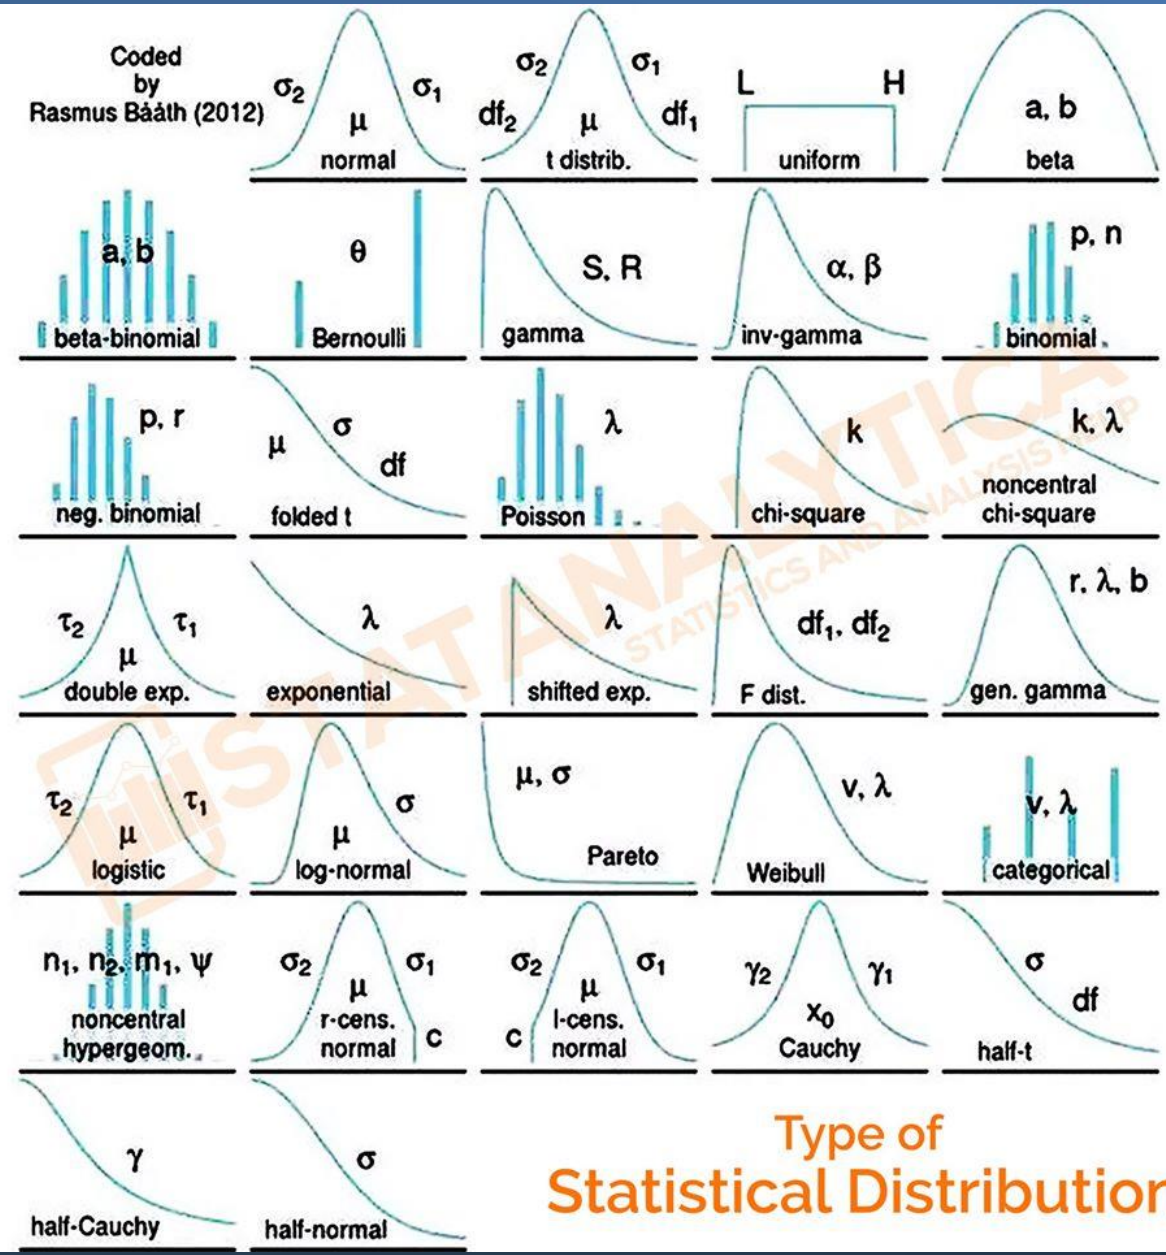 Coded
by
Rasmus Bååth (2012)
σ2 σ1
μ
normal
σ2 σ1
df2 μ df1
t distrib.
L H
uniform
a, b
beta
a, b
beta-binomial
θ
Bernoulli
S, R
gamma
α, β
inv-gamma
p, n
binomial
p, r
neg. binomial
μ σ df
folded t
λ
Poisson
k
chi-square
k, λ
noncentral
chi-square
τ2 τ1
μ
double exp.
λ
exponential
λ
shifted exp.
df1, df2
F dist.
r, λ, b
gen. gamma
τ2 τ1
μ
logistic
σ
μ
log-normal
μ, σ
Pareto
v, λ
Weibull
v, λ
categorical
n1, n2, m1, ψ
noncentral
hypergeom.
σ2 σ1
μ
r-cens.
normal c
σ2 σ1
μ
l-cens.
c normal
γ2 γ1
x0
Cauchy
σ
df
half-t
γ
half-Cauchy
σ
half-normal
STATANALYTICA
STATISTICS AND ANALYSIS HELP
Type of
Statistical Distribution